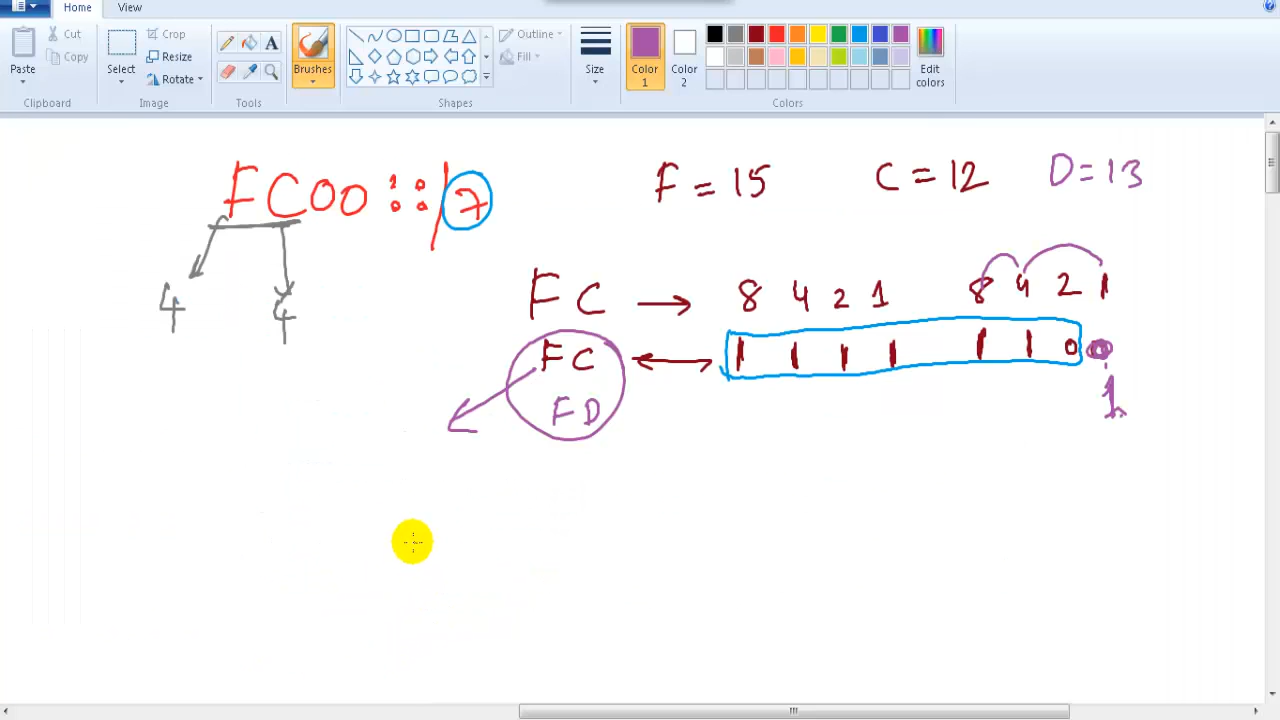 Home View
Paste
Cut
Copy
Clipboard
Select
Crop
Resize
Rotate
Image
A
Tools
Brushes
Shapes
Outline
Fill
Size
Color 1
Color 2
Edit colors
Colors
FC00::/7
F = 15 C = 12 D = 13
4 4
FC → 8 4 2 1 8 4 2 1
FC ↔ 1 1 1 1 1 1 0
FD 1